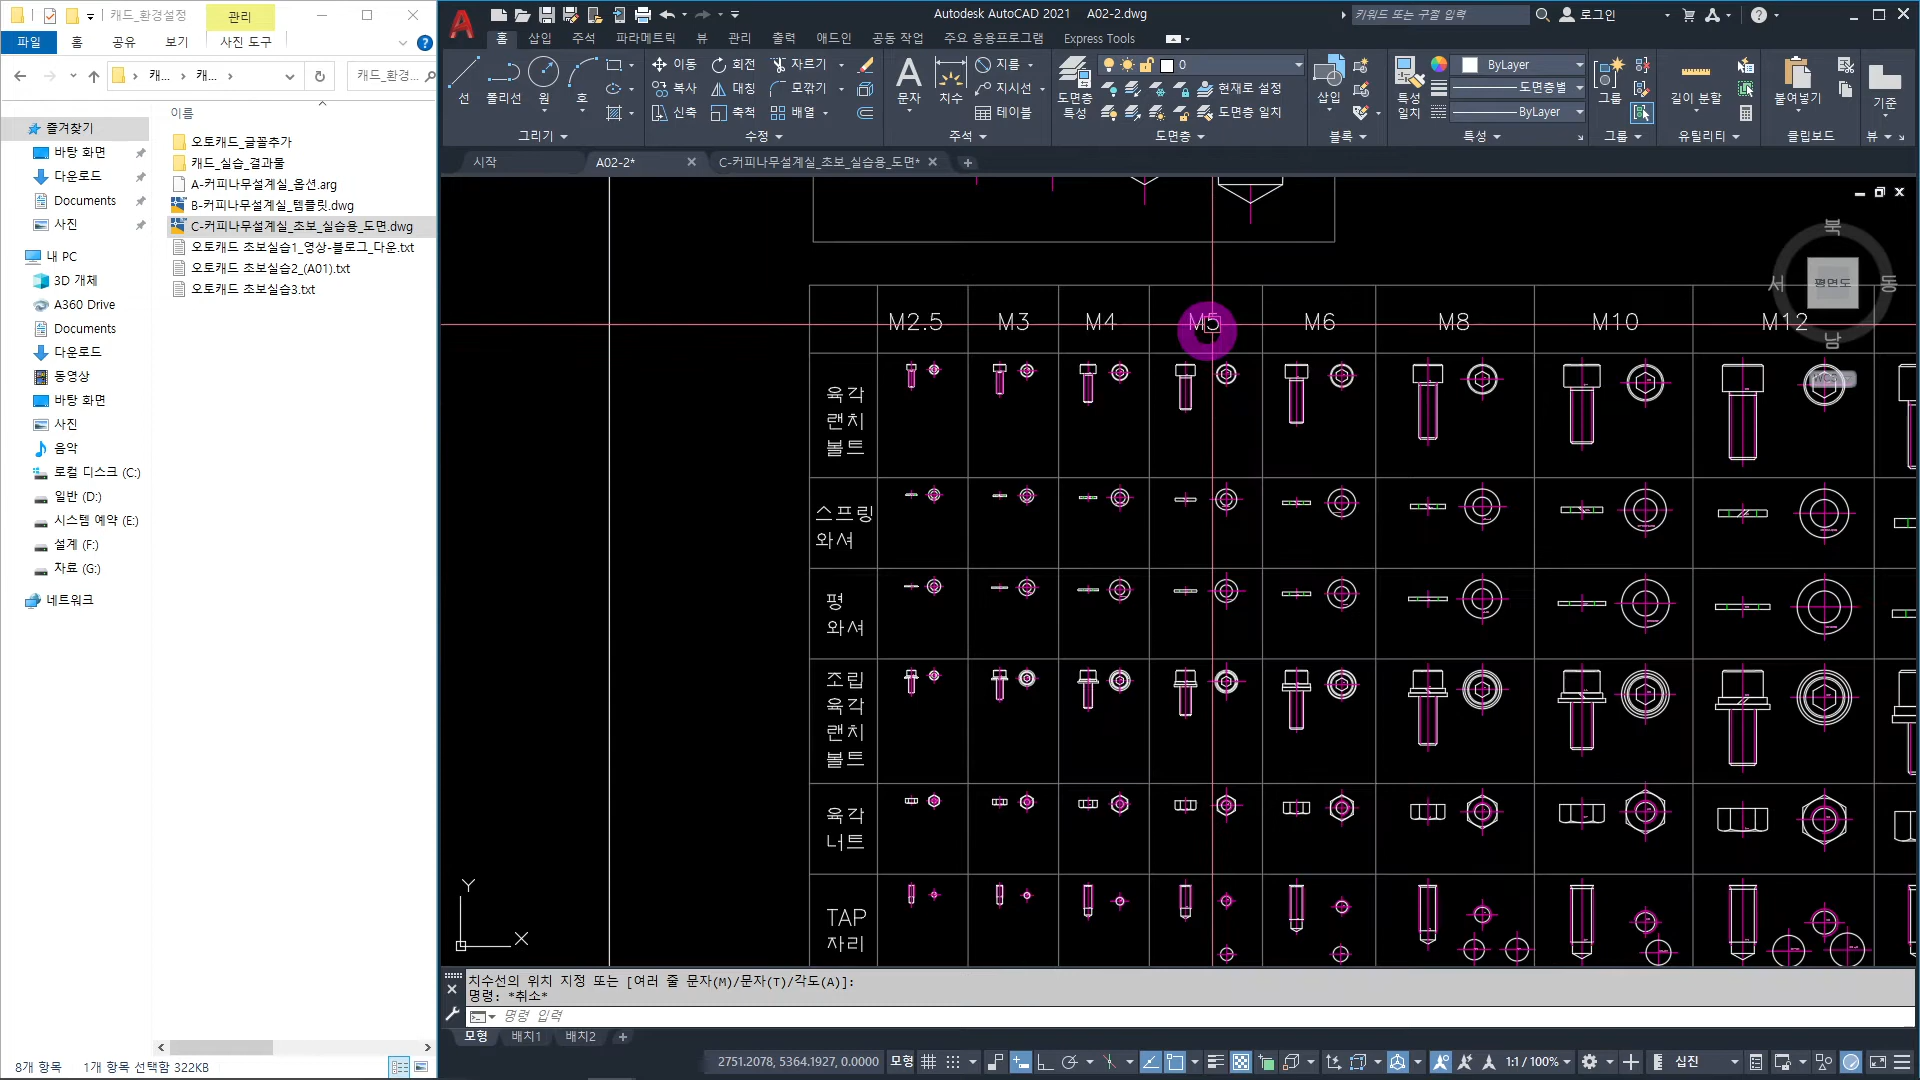 캐드_환경설정
관리
파일
홈
공유
보기
사진 도구
캐...
캐...
캐드_환경...
이름
즐겨찾기
바탕 화면
다운로드
Documents
사진
내 PC
3D 개체
A360 Drive
Documents
다운로드
동영상
바탕 화면
사진
음악
로컬 디스크 (C:)
일반 (D:)
시스템 예약 (E:)
설계 (F:)
자료 (G:)
네트워크
오토캐드_글꼴추가
캐드_실습_결과물
A-커피나무설계실_옵션.arg
B-커피나무설계실_템플릿.dwg
C-커피나무설계실_초보_실습용_도면.dwg
오토캐드 초보실습1_영상-블로그_다운.txt
오토캐드 초보실습2_(A01).txt
오토캐드 초보실습3.txt
8개 항목
1개 항목 선택함 322KB
Autodesk AutoCAD 2021 A02-2.dwg
키워드 또는 구절 입력
로그인
홈 삽입 주석 파라메트릭 뷰 관리 출력 애드인 공동 작업 주요 응용프로그램 Express Tools
선
폴리선
원
호
그리기
이동
회전
자르기
복사
대칭
모깎기
신축
축척
배열
수정
문자
치수
지름
지시선
테이블
주석
도면층
특성
0
현재로 설정
도면층 일치
도면층
삽입
블록
특성
일치
ByLayer
도면층별
ByLayer
특성
그룹
그룹
길이 분할
유틸리티
붙여넣기
클립보드
기준
뷰
시작
A02-2*
C-커피나무설계실_초보_실습용_도면*
북
서
평면도
동
남
WCS
M2.5 M3 M4 M5 M6 M8 M10 M12
육각
랜치
볼트
스프링
와셔
평
와셔
조립
육각
랜치
볼트
육각
너트
TAP
자리
Y
X
치수선의 위치 지정 또는 [여러 줄 문자(M)/문자(T)/각도(A)]:
명령: *취소*
명령 입력
모형
배치1
배치2
2751.2078, 5364.1927, 0.0000
모형
1:1 / 100%
십진